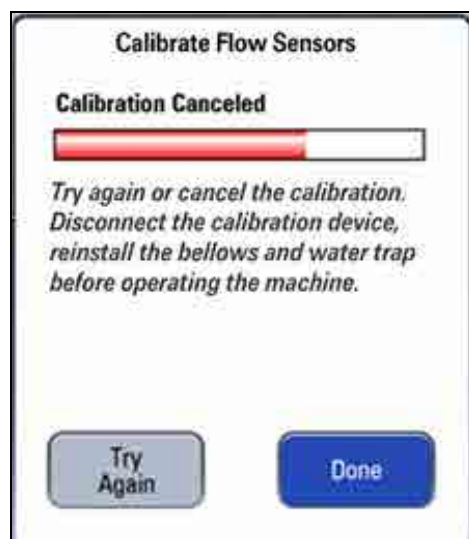 Calibrate Flow Sensors
Calibration Canceled
Try again or cancel the calibration.
Disconnect the calibration device,
reinstall the bellows and water trap
before operating the machine.
Try
Again
Done